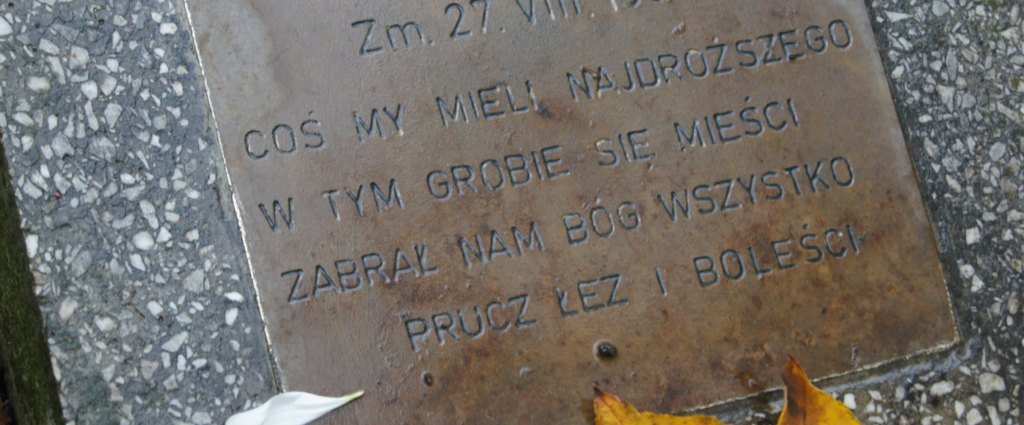 Zm. 27. VIII.
COŚ MY MIELI NAJDROŻSZEGO
W TYM GROBIE SIĘ MIEŚCI
ZABRAŁ NAM BÓG WSZYSTKO
PRUCZ ŁEZ I BOLEŚCI